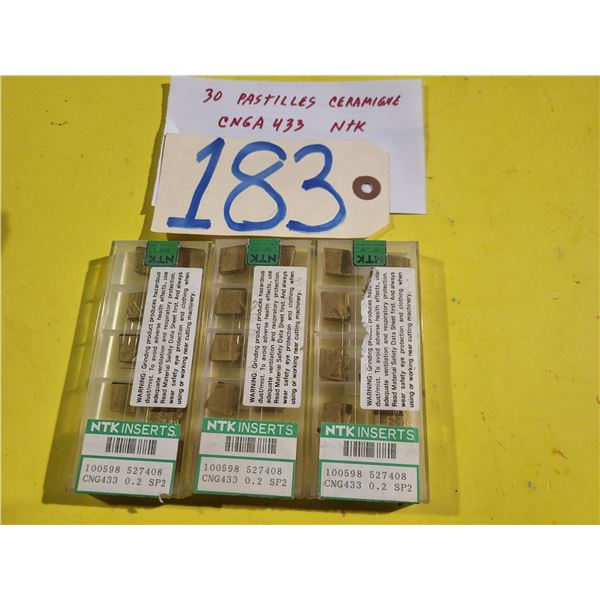 30 PASTILLES CERAMIQUE
CNGA 433 NTK
183
NTK
WARNING: Grinding product produces hazardous
dust/mist. To avoid adverse health effects, use
adequate ventilation and respiratory protection.
Read Material Safety Data Sheet first. And always
wear safety eye protection and clothing, when
using or working near cutting machinery.
NTK INSERTS
100598 527408
CNG433 0.2 SP2
NTK
WARNING: Grinding product produces hazardous
dust/mist. To avoid adverse health effects, use
adequate ventilation and respiratory protection.
Read Material Safety Data Sheet first. And always
wear safety eye protection and clothing, when
using or working near cutting machinery.
NTK INSERTS
100598 527408
CNG433 0.2 SP2
NTK
WARNING: Grinding product produces hazardous
dust/mist. To avoid adverse health effects, use
adequate ventilation and respiratory protection.
Read Material Safety Data Sheet first. And always
wear safety eye protection and clothing, when
using or working near cutting machinery.
NTK INSERTS
100598 527408
CNG433 0.2 SP2